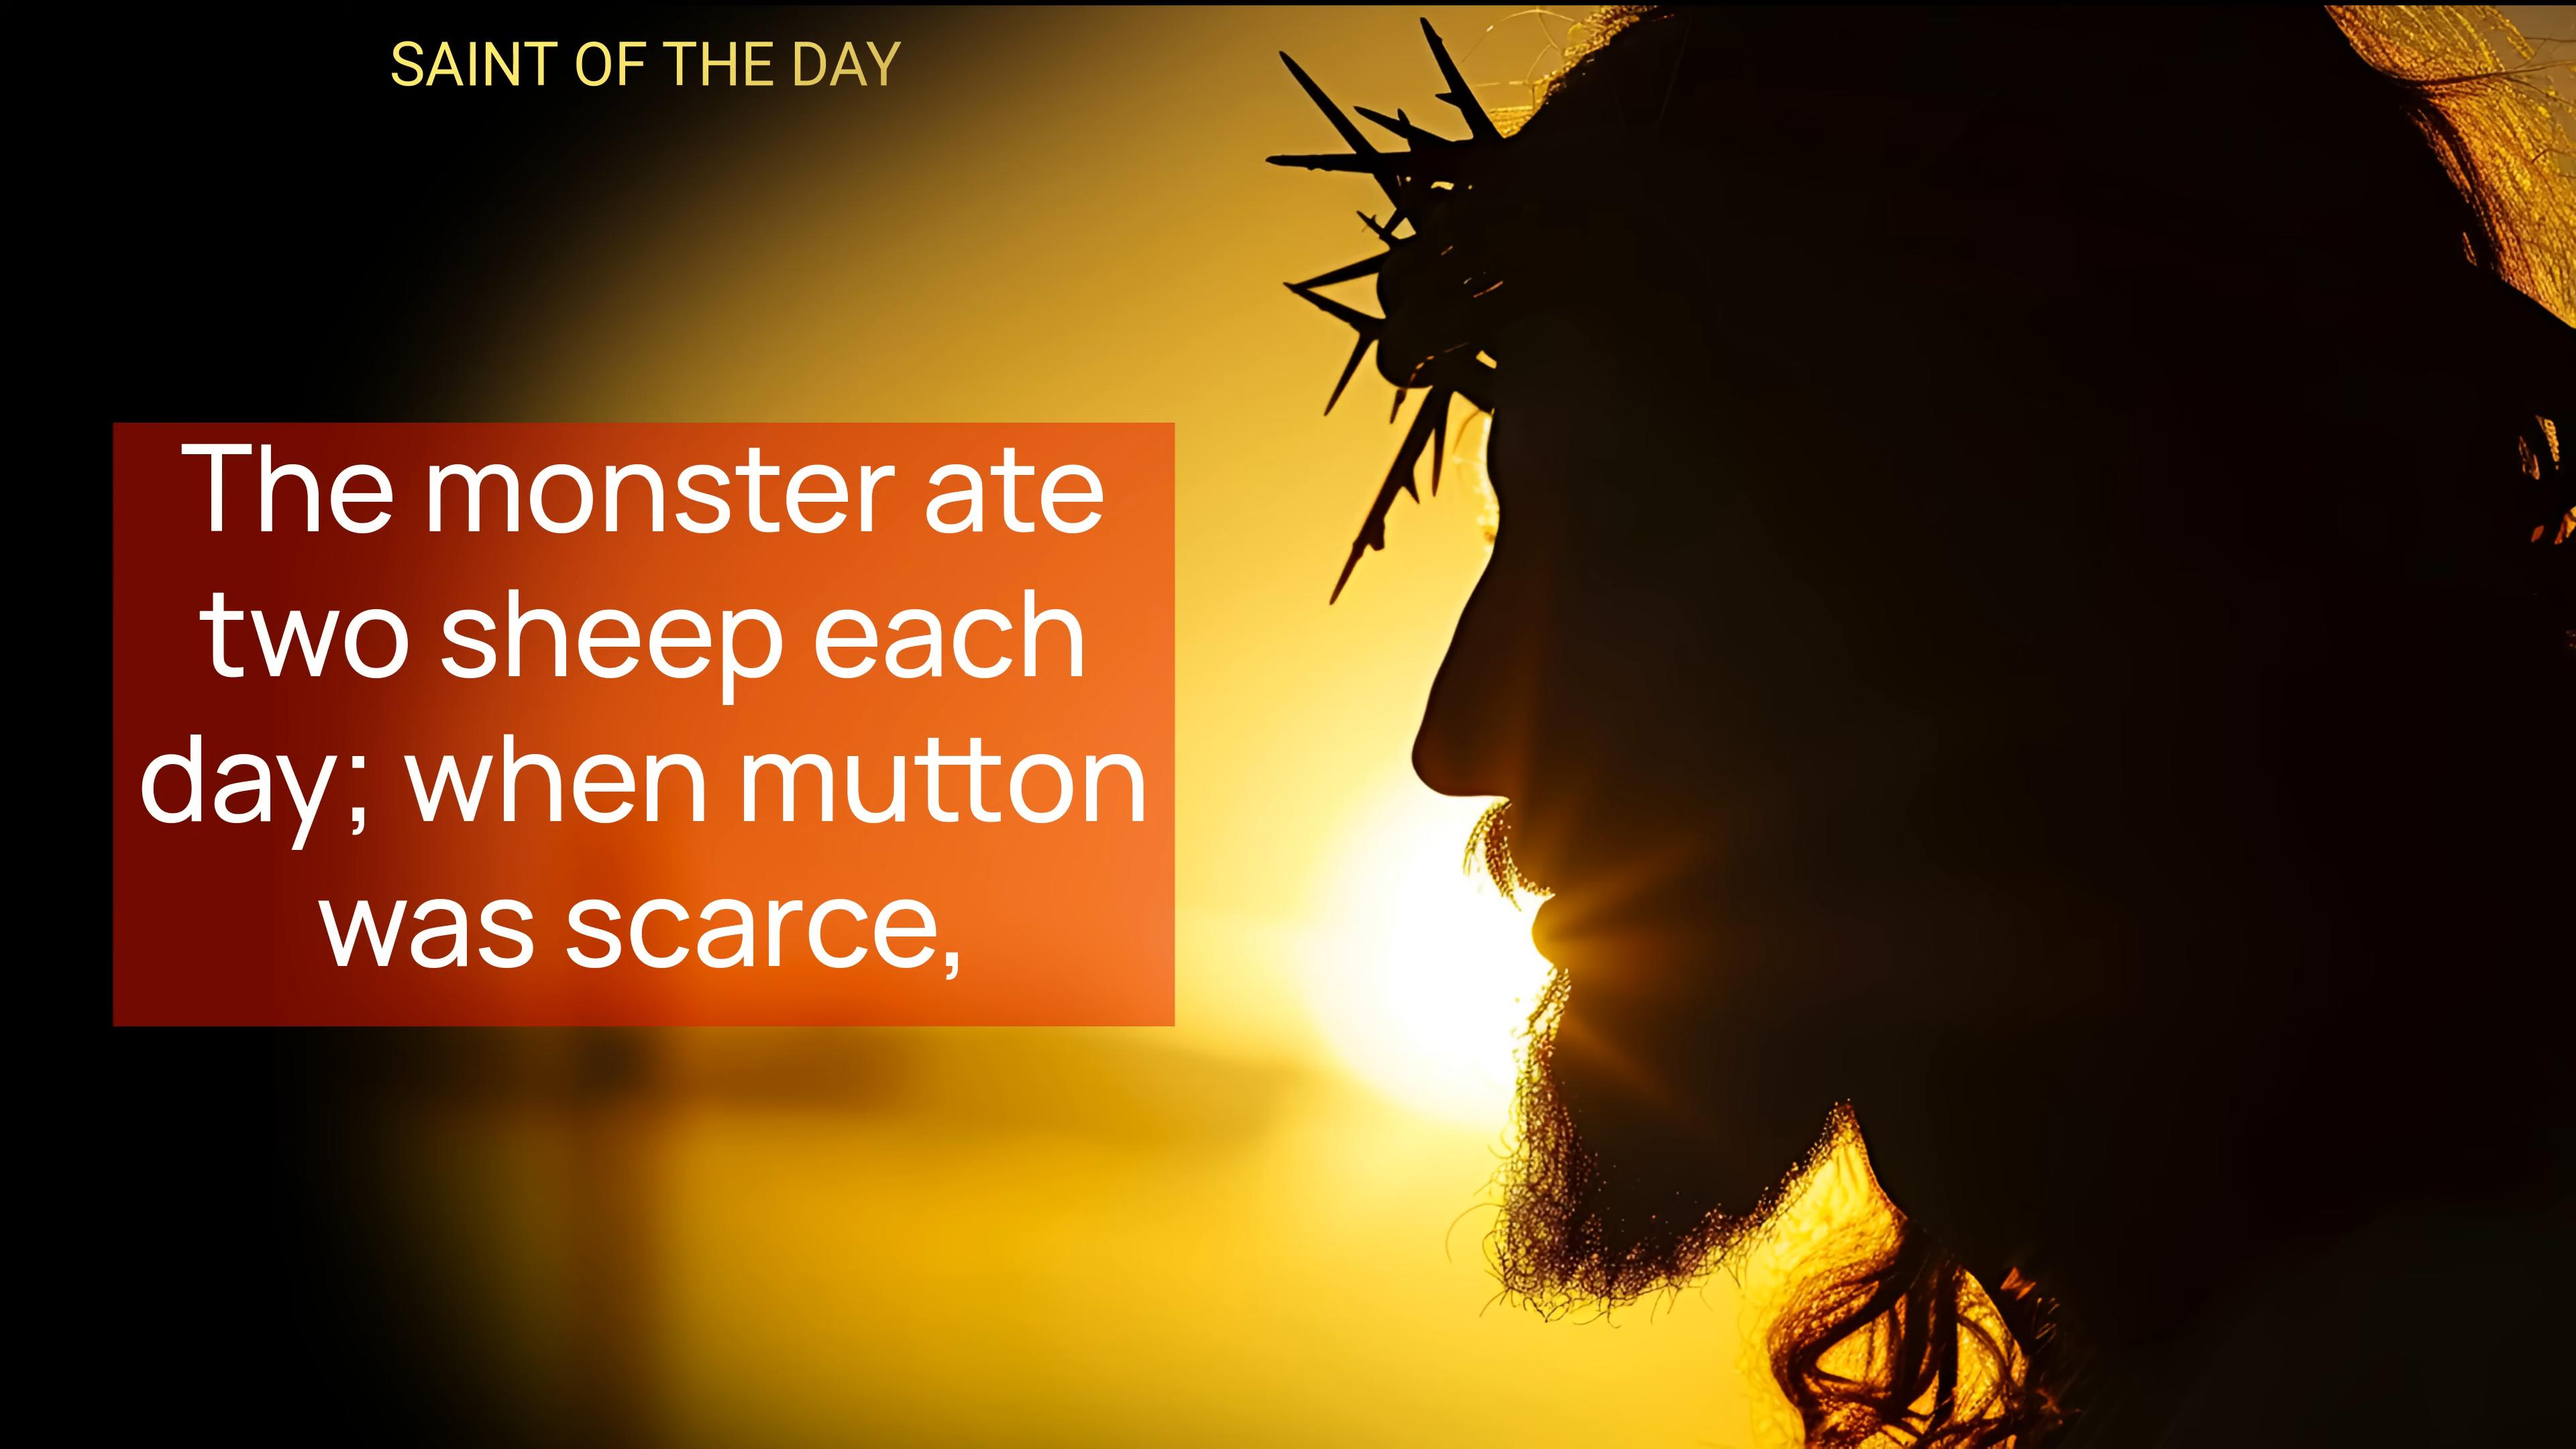 SAINT OF THE DAY
The monster ate
two sheep each
day; when mutton
was scarce,